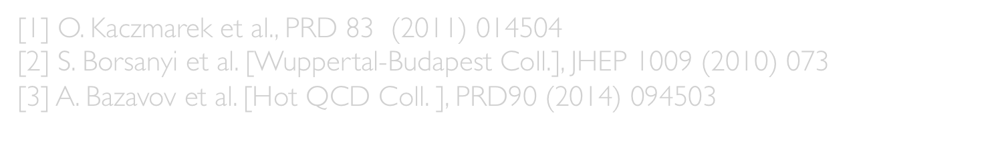 [1] O. Kaczmarek et al., PRD 83  (2011) 014504
[2] S. Borsanyi et al. [Wuppertal-Budapest Coll.], JHEP 1009 (2010) 073
[3] A. Bazavov et al. [Hot QCD Coll. ], PRD90 (2014) 094503